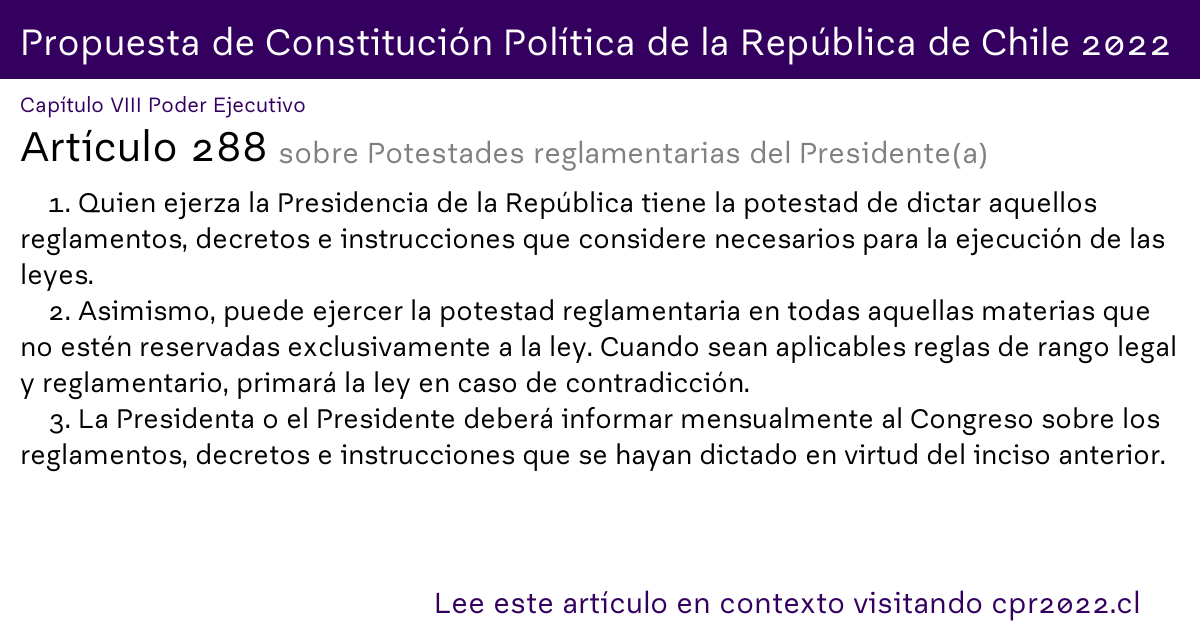 Propuesta de Constitución Política de la República de Chile 2022
Capítulo VIII Poder Ejecutivo
Artículo 288 sobre Potestades reglamentarias del Presidente(a)
1. Quien ejerza la Presidencia de la República tiene la potestad de dictar aquellos
reglamentos, decretos e instrucciones que considere necesarios para la ejecución de las
leyes.
2. Asimismo, puede ejercer la potestad reglamentaria en todas aquellas materias que
no estén reservadas exclusivamente a la ley. Cuando sean aplicables reglas de rango legal
y reglamentario, primará la ley en caso de contradicción.
3. La Presidenta o el Presidente deberá informar mensualmente al Congreso sobre los
reglamentos, decretos e instrucciones que se hayan dictado en virtud del inciso anterior.
Lee este artículo en contexto visitando cpr2022.cl